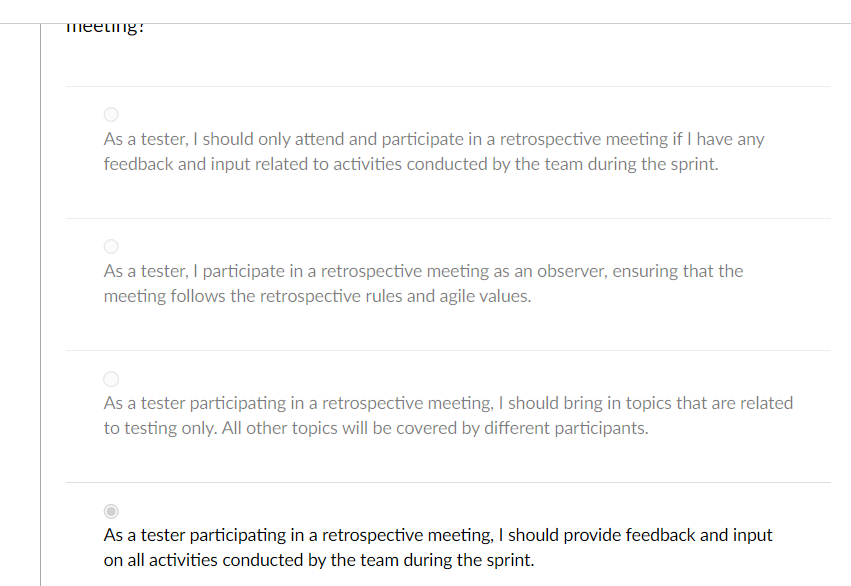 meeting?
As a tester, I should only attend and participate in a retrospective meeting if I have any
feedback and input related to activities conducted by the team during the sprint.
As a tester, I participate in a retrospective meeting as an observer, ensuring that the
meeting follows the retrospective rules and agile values.
As a tester participating in a retrospective meeting, I should bring in topics that are related
to testing only. All other topics will be covered by different participants.
As a tester participating in a retrospective meeting, I should provide feedback and input
on all activities conducted by the team during the sprint.